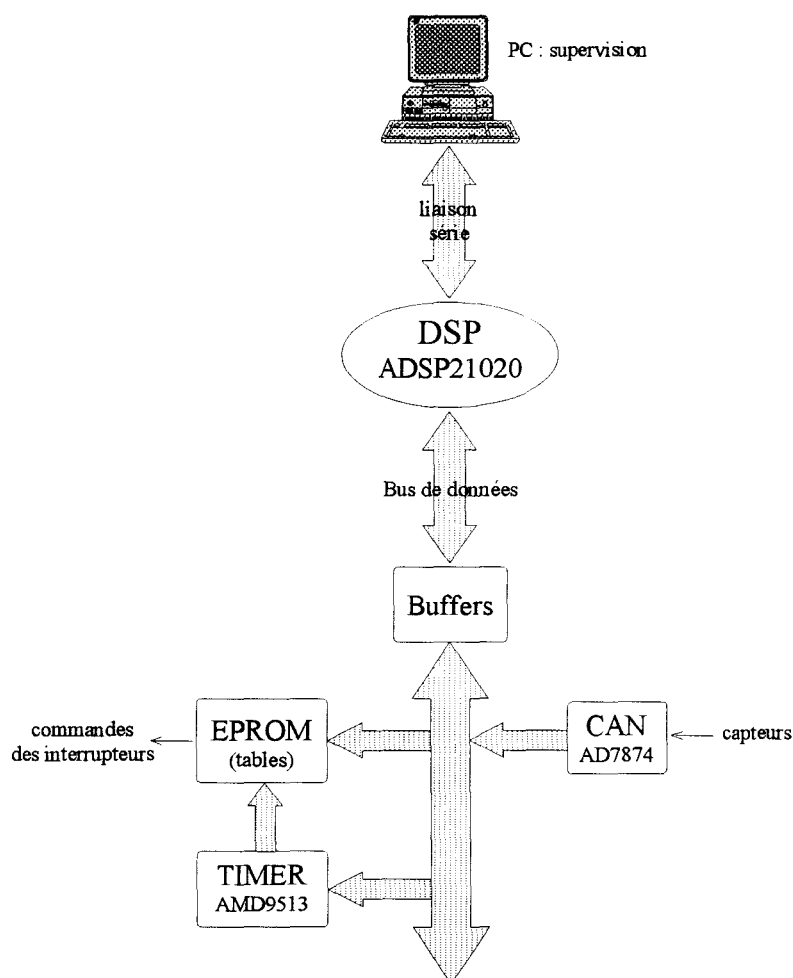 PC : supervision
liaison
série
DSP
ADSP21020
Bus de données
Buffers
commandes
des interrupteurs
EPROM
(tables)
CAN
AD7874
capteurs
TIMER
AMD9513